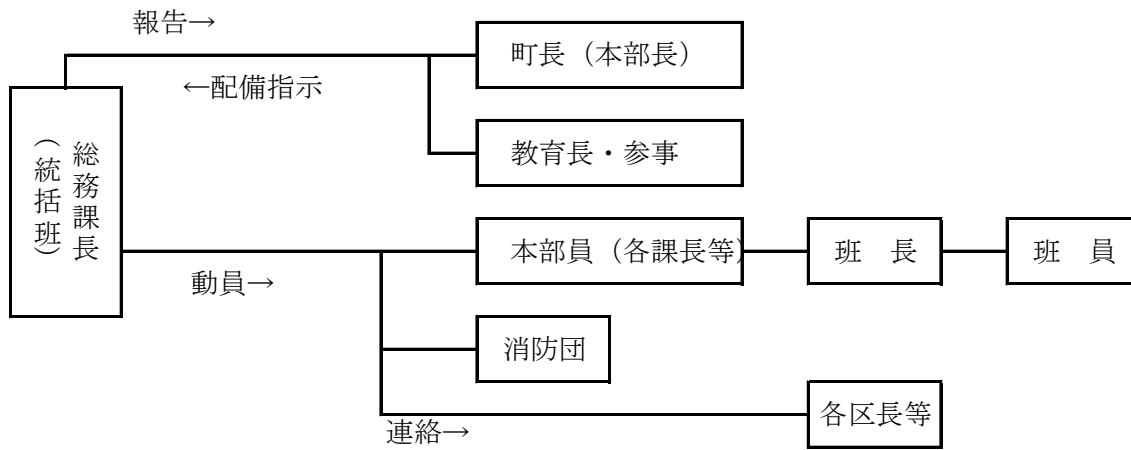 報告→
町長（本部長）
←配備指示
教育長・参事
総務課長
（統括班）
本部員（各課長等）
班　長
班　員
動員→
消防団
各区長等
連絡→